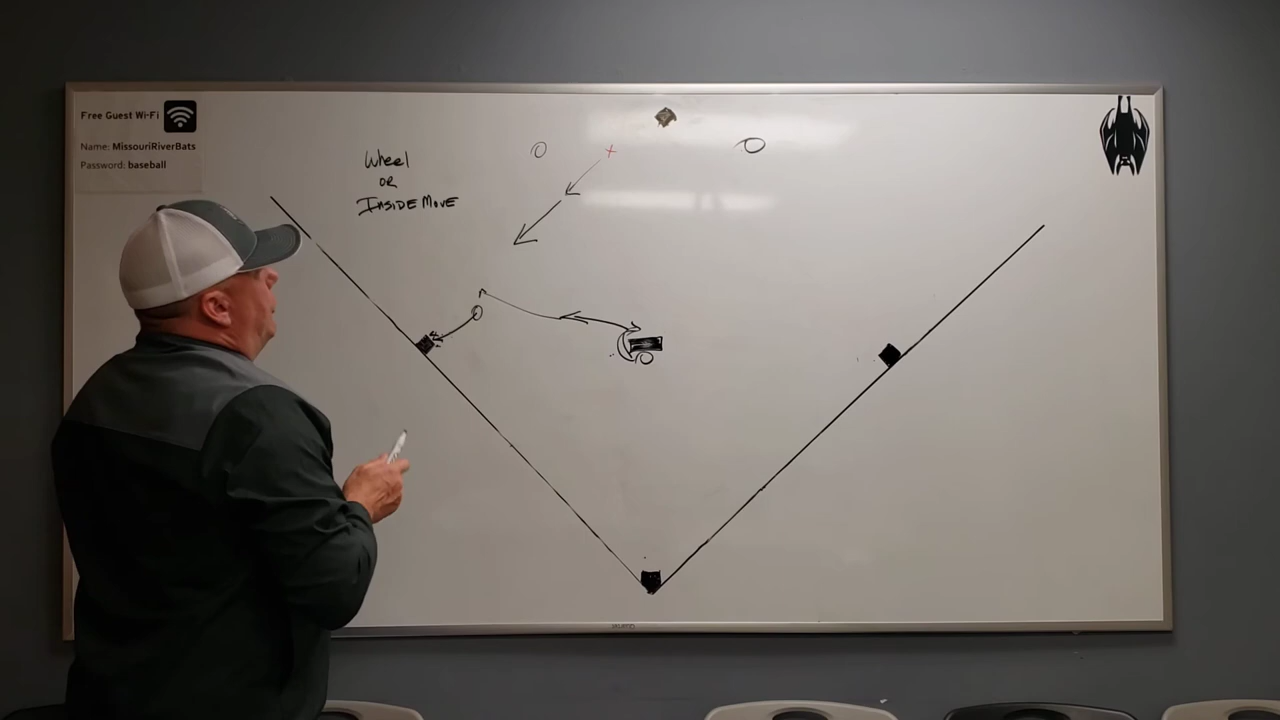 Free Guest Wi-Fi
Name: MissouriRiverBats
Password: baseball
Wheel
OR
INSIDE MOVE